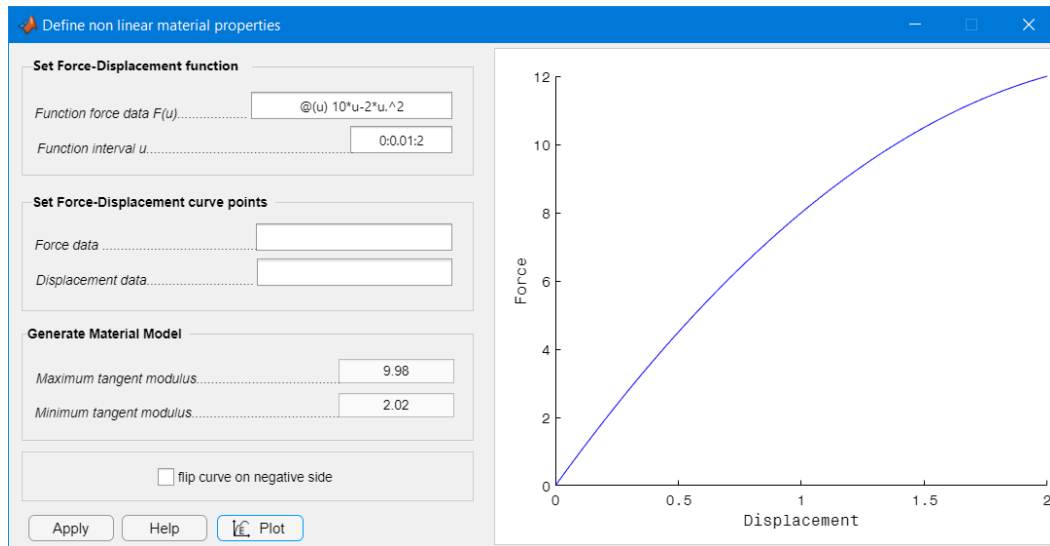 Define non linear material properties
Set Force-Displacement function
Function force data F(u).................. @(u) 10*u-2*u.^2
Function interval u.................................................... 0:0.01:2
Set Force-Displacement curve points
Force data .......................................
Displacement data...........................
Generate Material Model
Maximum tangent modulus.................................... 9.98
Minimum tangent modulus..................................... 2.02
flip curve on negative side
Apply Help E Plot
12
10
8
6
4
2
0
Force
0 0.5 1 1.5 2
Displacement